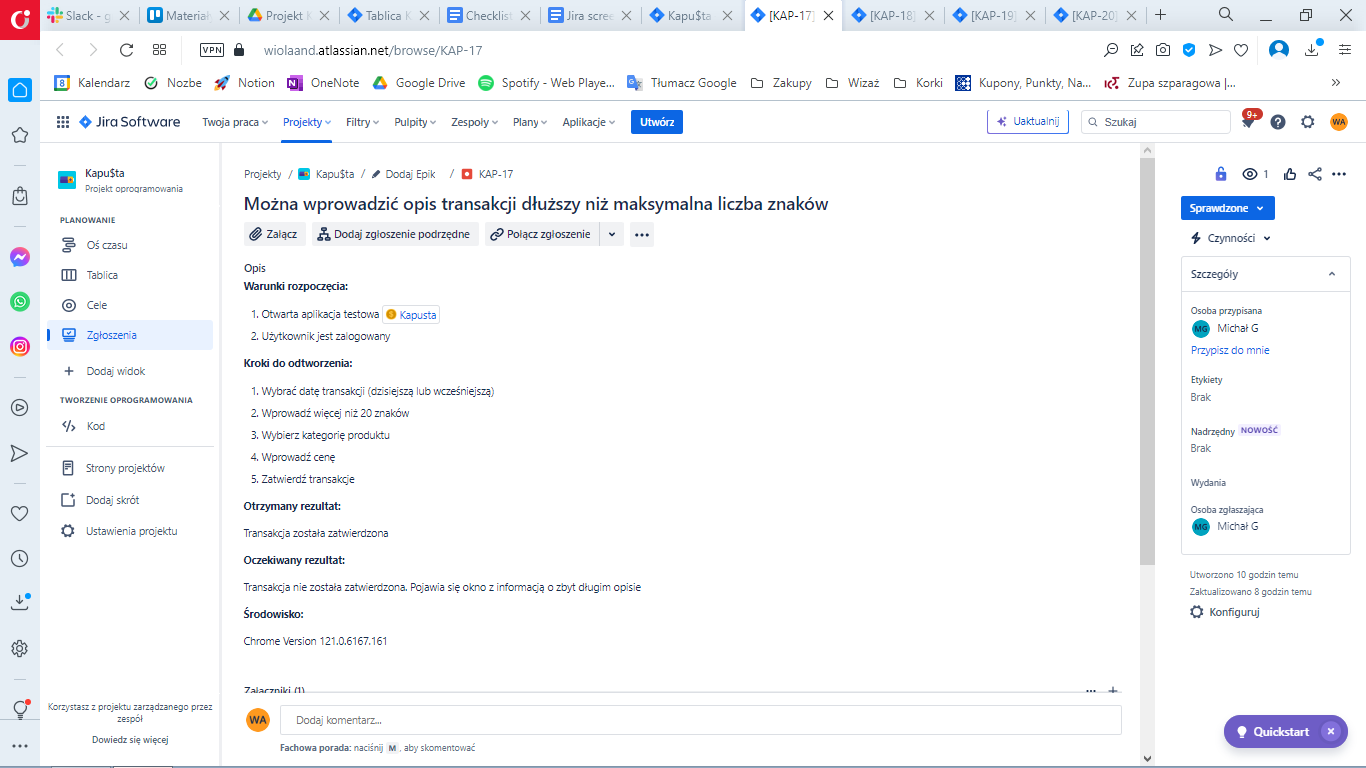 Slack - g
Materiał
Projekt K
Tablica K
Checklist
Jira scree
Kapu$ta
[KAP-17]
[KAP-18]
[KAP-19]
[KAP-20]
VPN
wiolaand.atlassian.net/browse/KAP-17
Kalendarz
Nozbe
Notion
OneNote
Google Drive
Spotify - Web Playe...
Tłumacz Google
Zakupy
Wizaż
Korki
Kupony, Punkty, Na...
Zupa szparagowa |...
»
Jira Software
Twoja praca
Projekty
Filtry
Pulpity
Zespoły
Plany
Aplikacje
Utwórz
Uaktualnij
Szukaj
9+
WA
Kapu$ta
Projekt oprogramowania
PLANOWANIE
Oś czasu
Tablica
Cele
Zgłoszenia
Dodaj widok
TWORZENIE OPROGRAMOWANIA
Kod
Strony projektów
Dodaj skrót
Ustawienia projektu
Korzystasz z projektu zarządzanego przez
zespół
Dowiedz się więcej
Projekty / Kapu$ta / Dodaj Epik / KAP-17
Można wprowadzić opis transakcji dłuższy niż maksymalna liczba znaków
Załącz
Dodaj zgłoszenie podrzędne
Połącz zgłoszenie
Opis
Warunki rozpoczęcia:
1. Otwarta aplikacja testowa Kapusta
2. Użytkownik jest zalogowany
Kroki do odtworzenia:
1. Wybrać datę transakcji (dzisiejszą lub wcześniejszą)
2. Wprowadź więcej niż 20 znaków
3. Wybierz kategorię produktu
4. Wprowadź cenę
5. Zatwierdź transakcje
Otrzymany rezultat:
Transakcja została zatwierdzona
Oczekiwany rezultat:
Transakcja nie została zatwierdzona. Pojawia się okno z informacją o zbyt długim opisie
Środowisko:
Chrome Version 121.0.6167.161
Załączniki (1)
WA
Dodaj komentarz...
Fachowa porada: naciśnij M, aby skomentować
1
Sprawdzone
Czynności
Szczegóły
Osoba przypisana
MG Michał G
Przypisz do mnie
Etykiety
Brak
Nadrzędny NOWOŚĆ
Brak
Wydania
Osoba zgłaszająca
MG Michał G
Utworzono 10 godzin temu
Zaktualizowano 8 godzin temu
Konfiguruj
Quickstart